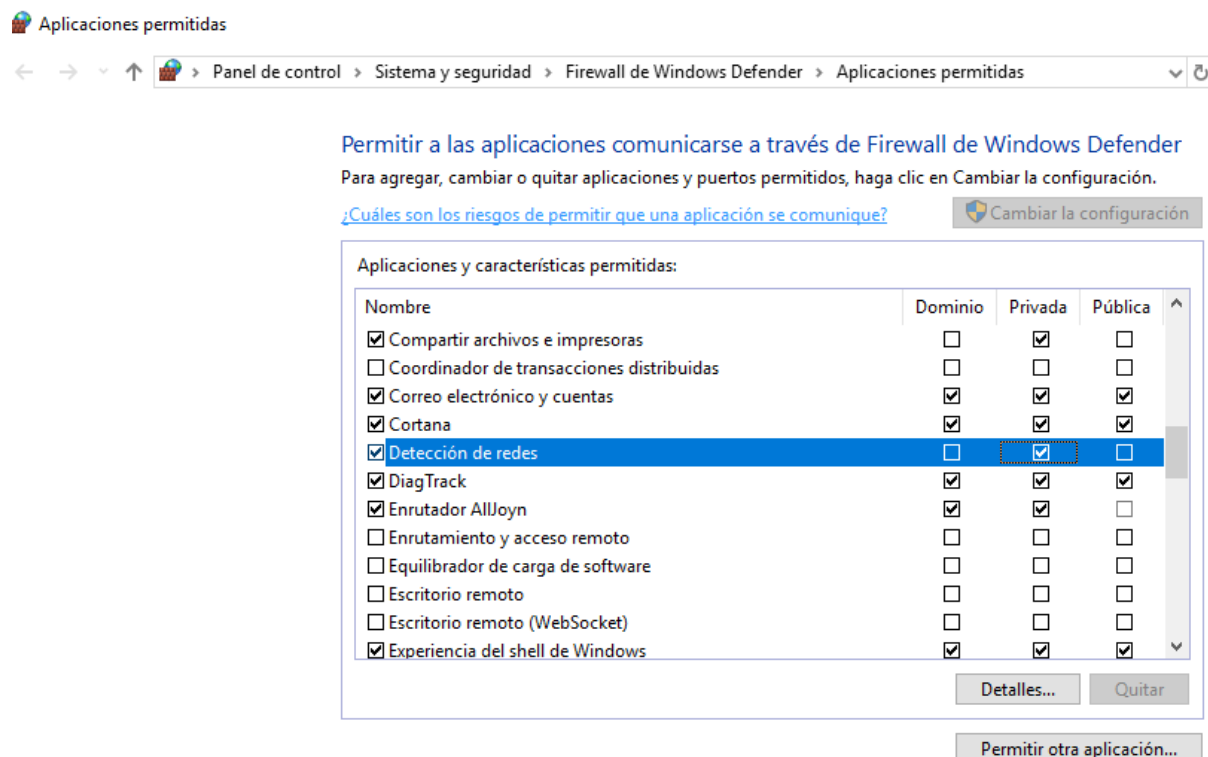 Aplicaciones permitidas
Panel de control > Sistema y seguridad > Firewall de Windows Defender > Aplicaciones permitidas
Permitir a las aplicaciones comunicarse a través de Firewall de Windows Defender
Para agregar, cambiar o quitar aplicaciones y puertos permitidos, haga clic en Cambiar la configuración.
¿Cuáles son los riesgos de permitir que una aplicación se comunique? Cambiar la configuración
Aplicaciones y características permitidas:
Nombre Dominio Privada Pública
Compartir archivos e impresoras
Coordinador de transacciones distribuidas
Correo electrónico y cuentas
Cortana
Detección de redes
DiagTrack
Enrutador AllJoyn
Enrutamiento y acceso remoto
Equilibrador de carga de software
Escritorio remoto
Escritorio remoto (WebSocket)
Experiencia del shell de Windows
Detalles... Quitar
Permitir otra aplicación...